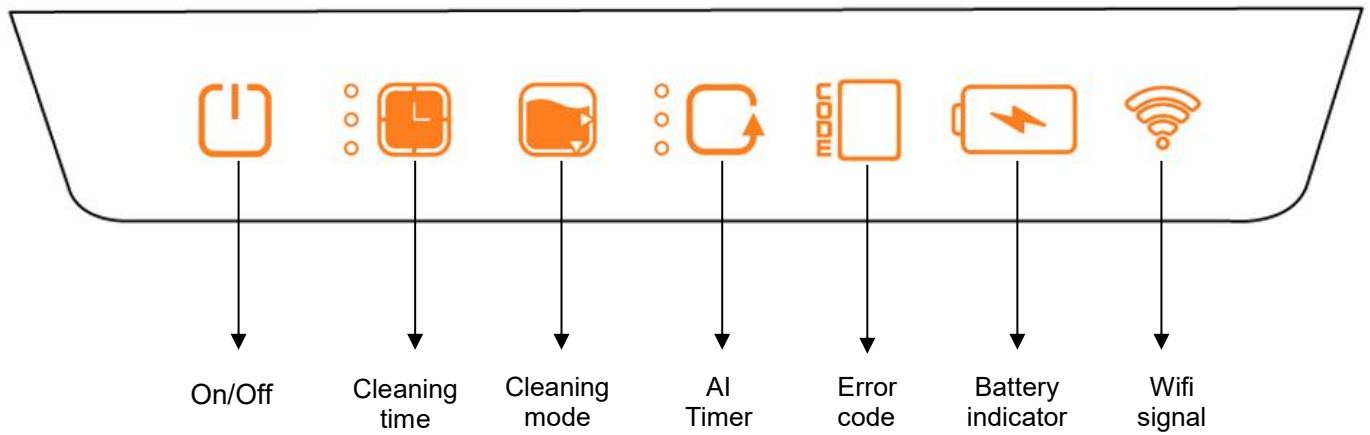 CODE
On/Off
Cleaning
time
Cleaning
mode
AI
Timer
Error
code
Battery
indicator
Wifi
signal